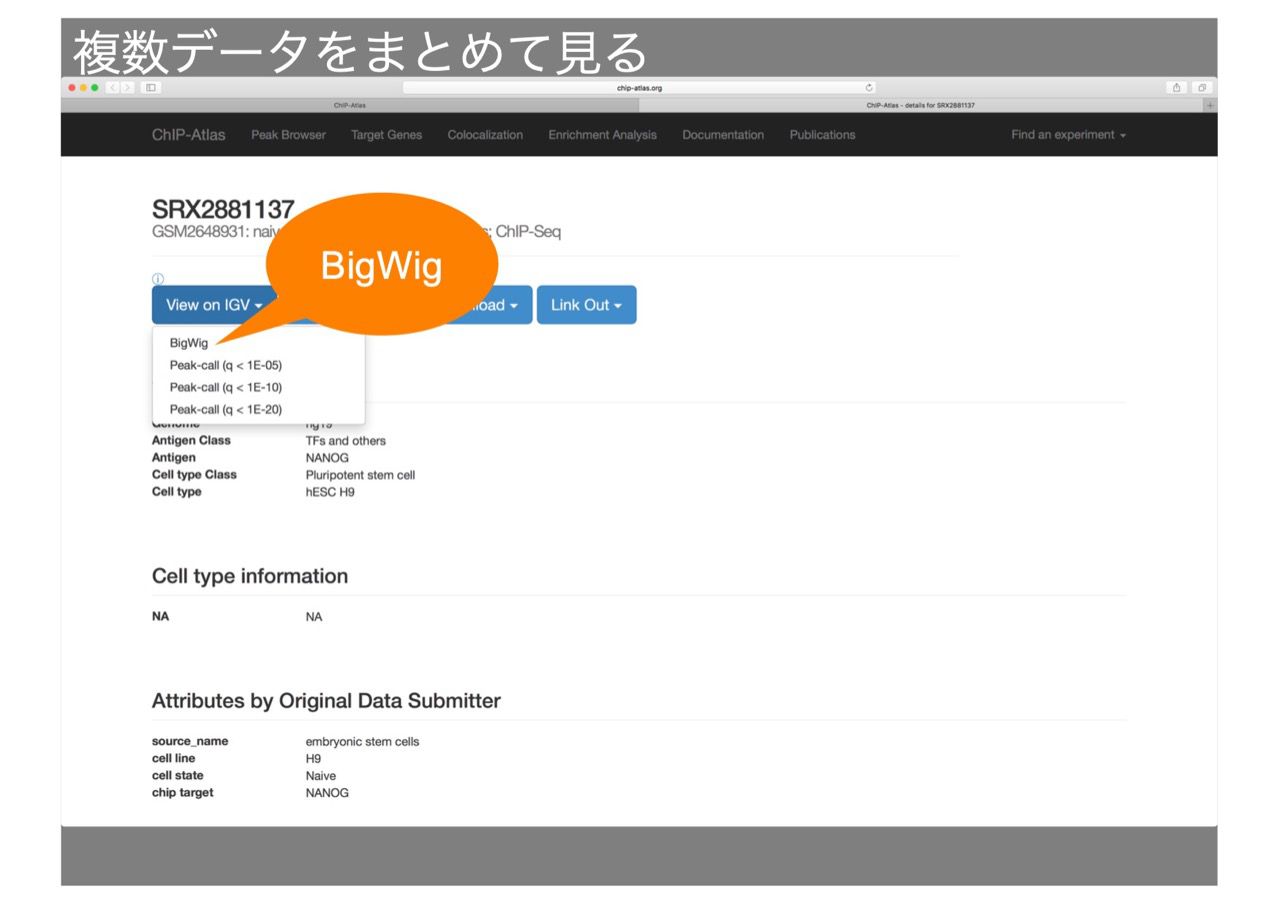 複数データをまとめて見る
chip-atlas.org
ChIP-Atlas
ChIP-Atlas - details for SRX2881137
ChIP-Atlas Peak Browser Target Genes Colocalization Enrichment Analysis Documentation Publications Find an experiment
SRX2881137
GSM2648931: ChIP-Seq
BigWig
View on IGV Link Out
BigWig
Peak-call (q < 1E-05)
Peak-call (q < 1E-10)
Peak-call (q < 1E-20)
Genome hg19
Antigen Class TFs and others
Antigen NANOG
Cell type Class Pluripotent stem cell
Cell type hESC H9
Cell type information
NA NA
Attributes by Original Data Submitter
source_name embryonic stem cells
cell line H9
cell state Naive
chip target NANOG